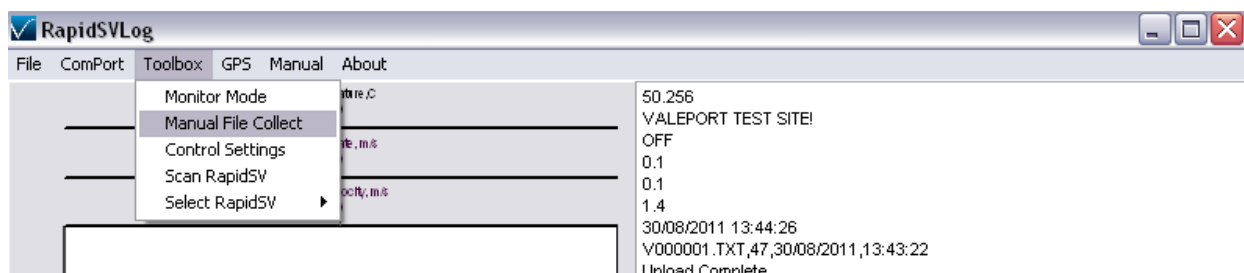 RapidSVLog
File ComPort Toolbox GPS Manual About
Monitor Mode
Manual File Collect
Control Settings
Scan RapidSV
Select RapidSV
m/s
m/s
50.256
VALEPORT TEST SITE!
OFF
0.1
0.1
1.4
30/08/2011 13:44:26
V000001.TXT,47,30/08/2011,13:43:22
Upload Complete